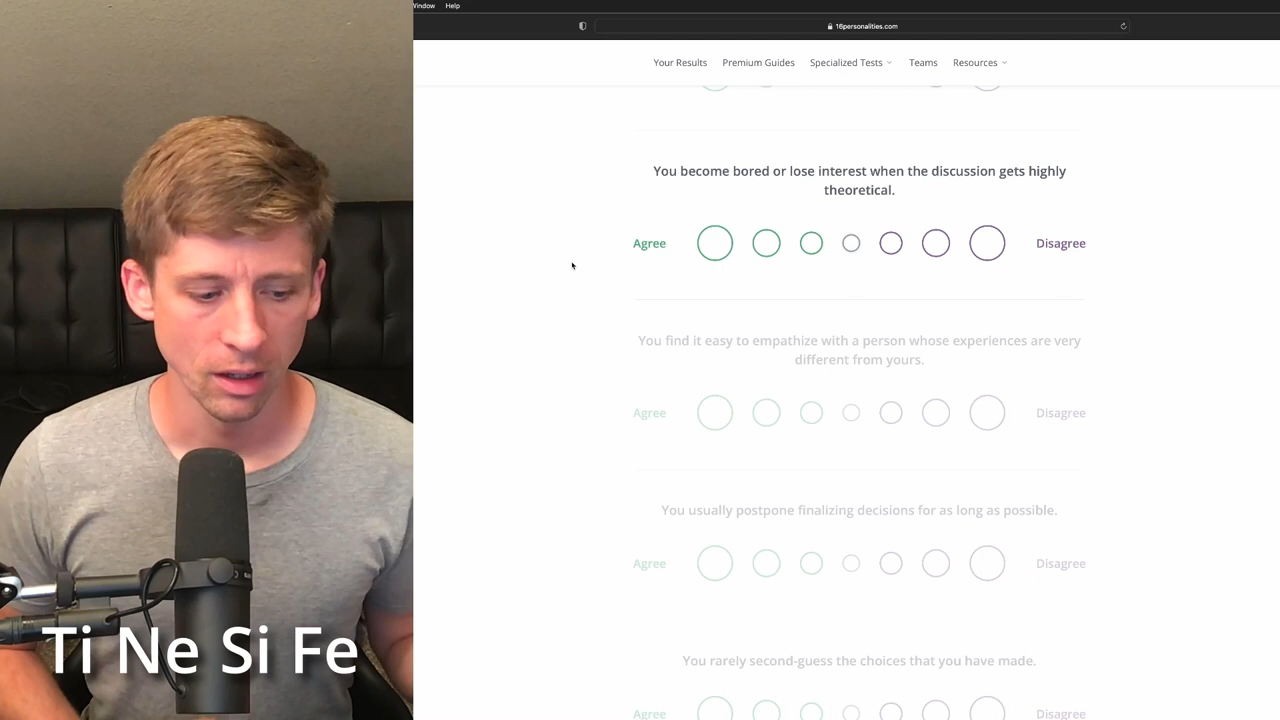 Window Help
16personalities.com
Your Results Premium Guides Specialized Tests Teams Resources
You become bored or lose interest when the discussion gets highly
theoretical.
Agree Disagree
You find it easy to empathize with a person whose experiences are very
different from yours.
Agree Disagree
You usually postpone finalizing decisions for as long as possible.
Agree Disagree
You rarely second-guess the choices that you have made.
Agree Disagree
Ti Ne Si Fe